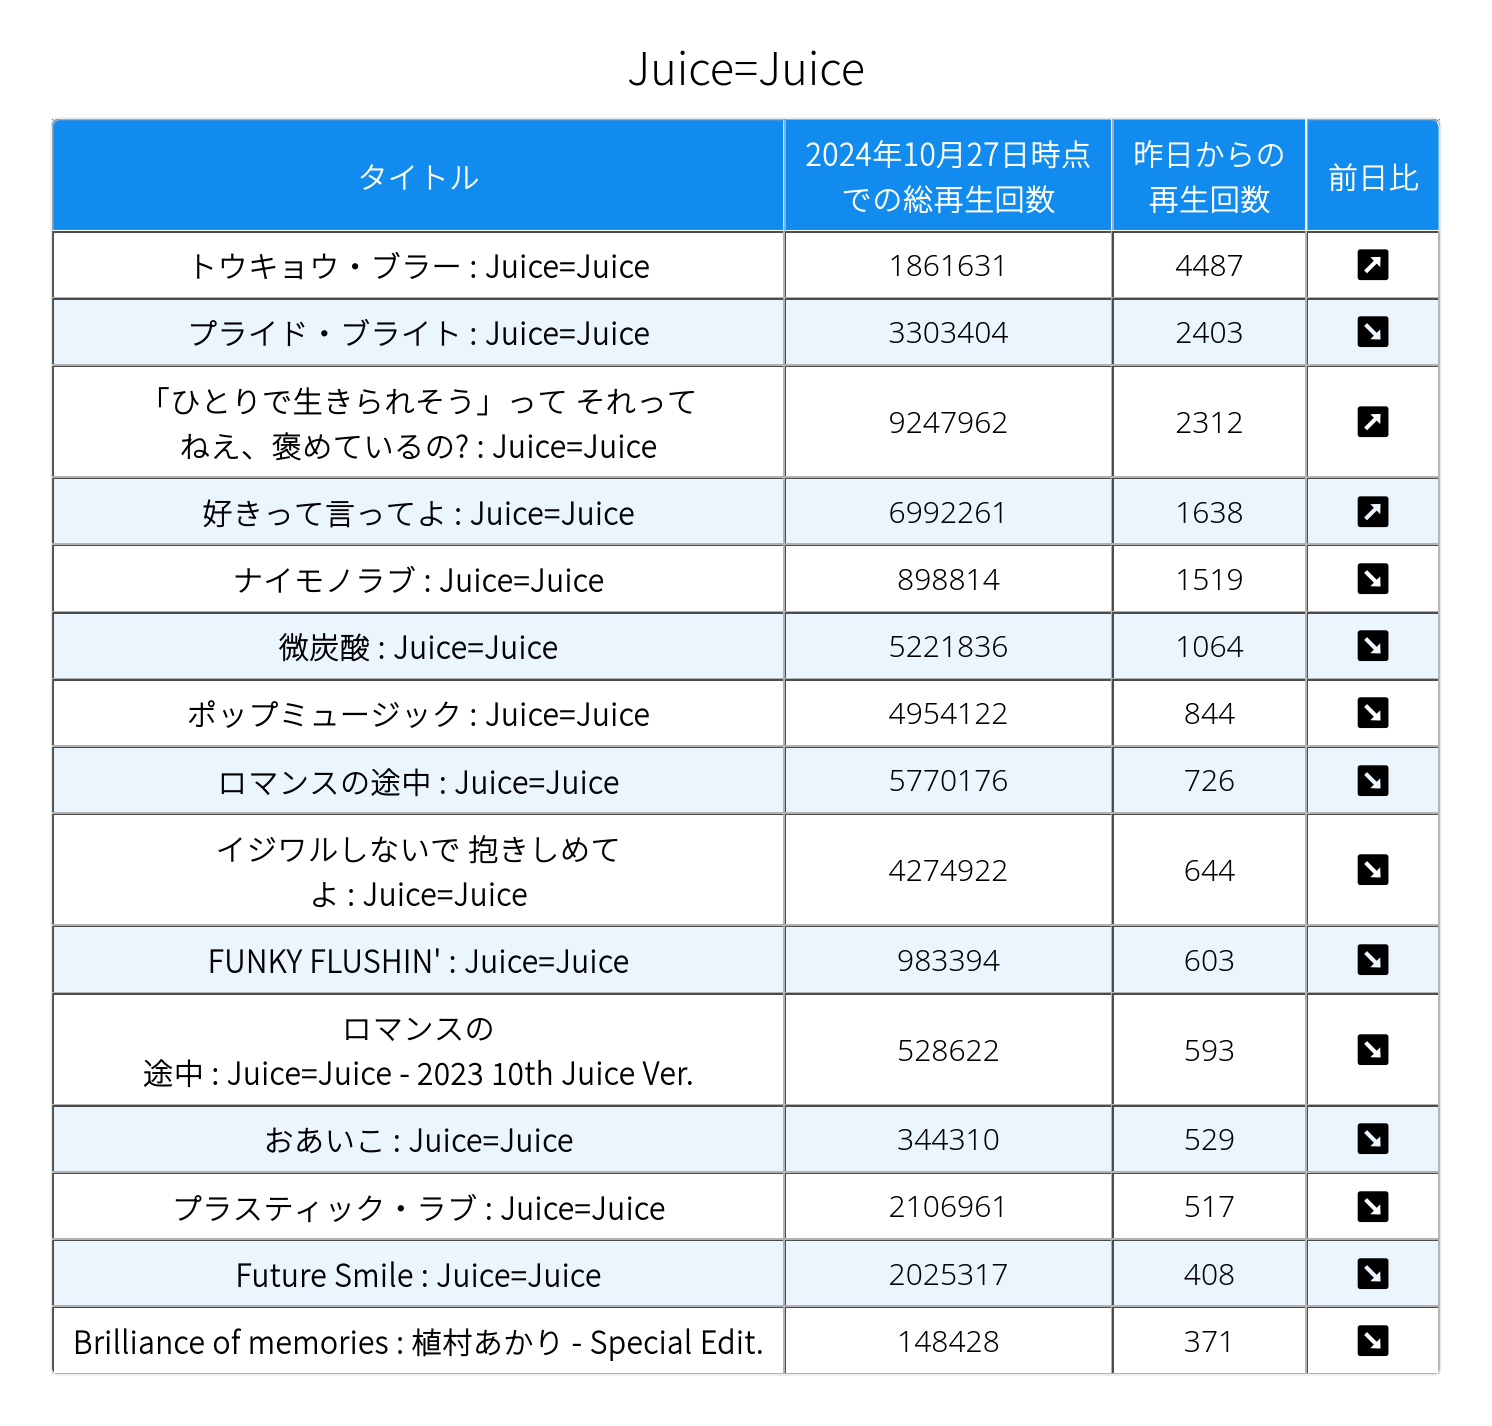 Juice=Juice
タイトル
2024年10月27日時点
での総再生回数
昨日からの
再生回数
前日比
トウキョウ・ブラー : Juice=Juice
1861631
4487
プライド・ブライト : Juice=Juice
3303404
2403
「ひとりで生きられそう」って それって
ねえ、褒めているの? : Juice=Juice
9247962
2312
好きって言ってよ : Juice=Juice
6992261
1638
ナイモノラブ : Juice=Juice
898814
1519
微炭酸 : Juice=Juice
5221836
1064
ポップミュージック : Juice=Juice
4954122
844
ロマンスの途中 : Juice=Juice
5770176
726
イジワルしないで 抱きしめて
よ : Juice=Juice
4274922
644
FUNKY FLUSHIN' : Juice=Juice
983394
603
ロマンスの
途中 : Juice=Juice - 2023 10th Juice Ver.
528622
593
おあいこ : Juice=Juice
344310
529
プラスティック・ラブ : Juice=Juice
2106961
517
Future Smile : Juice=Juice
2025317
408
Brilliance of memories : 植村あかり - Special Edit.
148428
371